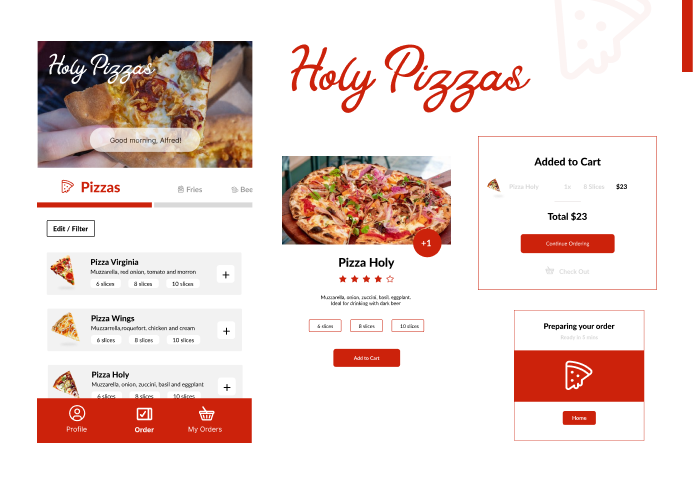 Holy Pizzas
Good morning, Alfred!
Pizzas
Fries
Bee
Edit / Filter
Pizza Virginia
Muzzarella, red onion, tomato and morron
6 slices 8 slices 10 slices
+
Pizza Wings
Muzzarrella,roquefort, chicken and cream
6 slices 8 slices 10 slices
+
Pizza Holy
Muzzarella, onion, zuccini, basil and egglplant
6 slices 8 slices 10 slices
+
Profile
Order
My Orders
Holy Pizzas
+1
Pizza Holy
Muzzarella, onion, zuccini, basil, eggplant.
Ideal for drinking with dark beer
6 slices 8 slices 10 slices
Add to Cart
Added to Cart
Pizza Holy 1x 8 Slices $23
Total $23
Continue Ordering
Check Out
Preparing your order
Ready in 5 mins
Home